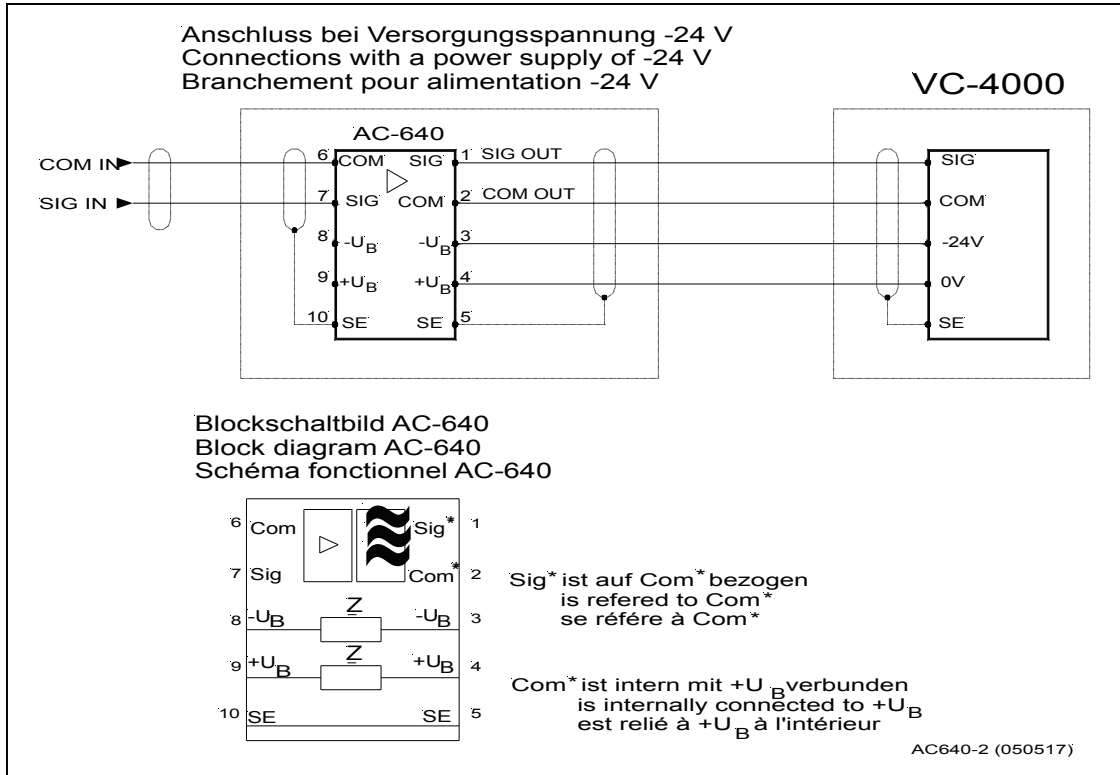 Anschluss bei Versorgungsspannung -24 V
Connections with a power supply of -24 V
Branchement pour alimentation -24 V
VC-4000
AC-640
COM IN
SIG IN
6 COM SIG 1 SIG OUT
7 SIG COM 2 COM OUT
8 -UB -UB 3
9 +UB +UB 4
10 SE SE 5
SIG
COM
-24V
0V
SE
Blockschaltbild AC-640
Block diagram AC-640
Schéma fonctionnel AC-640
6 Com Sig* 1
7 Sig Com* 2
8 -UB Z -UB 3
9 +UB Z +UB 4
10 SE SE 5
Sig* ist auf Com* bezogen
is refered to Com*
se référe à Com*
Com* ist intern mit +UB verbunden
is internally connected to +UB
est relié à +UB à l'intérieur
AC640-2 (050517)